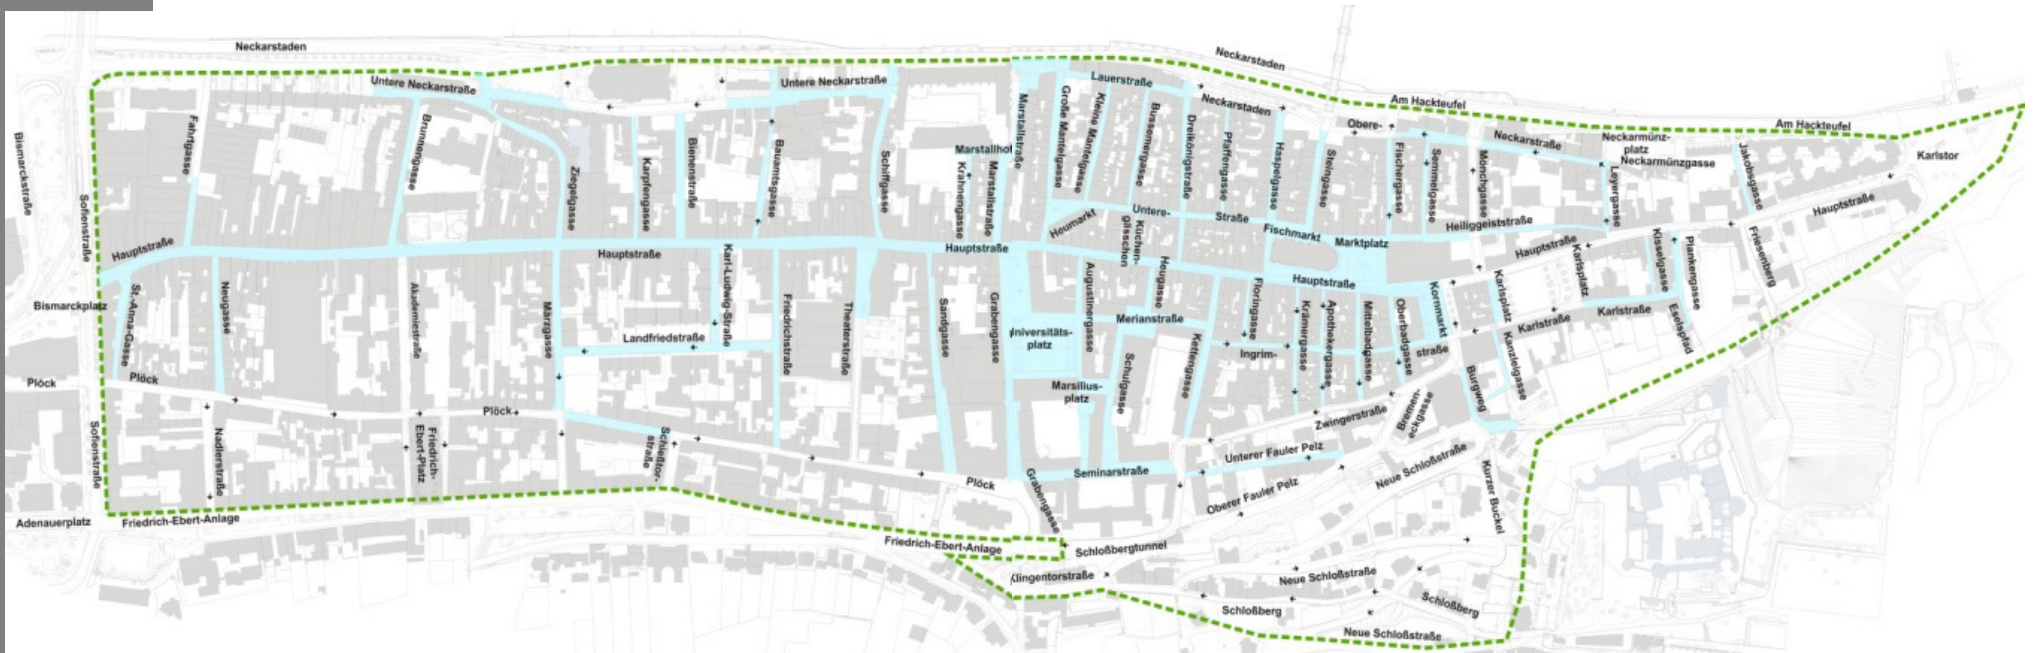 Neckarstaden
Neckarstaden
Untere Neckarstraße
Untere Neckarstraße
Lauerstraße
Neckarstaden
Am Hackteufel
Am Hackteufel
Obere-
Neckarstraße
Neckarmünz-
platz
Neckarmünzgasse
Karlstor
Bismarckstraße
Sofienstraße
Fahrtgasse
Brunnengasse
Ziegelgasse
Karpfengasse
Bienenstraße
Bauamtsgasse
Schiffgasse
Marstallhof
Krahnengasse
Marstallstraße
Marstallstraße
Große Mantelgasse
Kleine Mantelgasse
Bussemergasse
Dreikönigstraße
Pfaffengasse
Haspelgasse
Steingasse
Fischergasse
Semmelgasse
Mönchgasse
Leyergasse
Jakobsgasse
Hauptstraße
Friesenberg
Heumarkt
Untere-
Straße
Küchen-
gässchen
Fischmarkt
Marktplatz
Heiliggeiststraße
Hauptstraße
Karlsplatz
Kisselgasse
Plankengasse
Hauptstraße
Hauptstraße
Hauptstraße
Hauptstraße
Bismarckplatz
St.-Anna-Gasse
Neugasse
Akademiestraße
Märzgasse
Landfriedstraße
Karl-Ludwig-Straße
Friedrichstraße
Theaterstraße
Sandgasse
Grabengasse
Universitäts-
platz
Augustinergasse
Heugasse
Merianstraße
Schulgasse
Kettengasse
Marsilius-
platz
Floringasse
Krämergasse
Apothekergasse
Mittelbadgasse
Oberbadgasse
Ingrim-
straße
Kornmarkt
Karlsplatz
Karlstraße
Karlstraße
Eselspfad
Kanzleigasse
Burgweg
Plöck
Plöck
Plöck
Plöck
Sofienstraße
Nadlerstraße
Friedrich-
Ebert-Platz
Schießtor-
straße
Zwingerstraße
Bremen-
eckgasse
Unterer Fauler Pelz
Seminarstraße
Grabengasse
Oberer Fauler Pelz
Neue Schloßstraße
Kurzer Buckel
Adenauerplatz
Friedrich-Ebert-Anlage
Friedrich-Ebert-Anlage
Schloßbergtunnel
Klingentorstraße
Neue Schloßstraße
Schloßberg
Schloßberg
Neue Schloßstraße